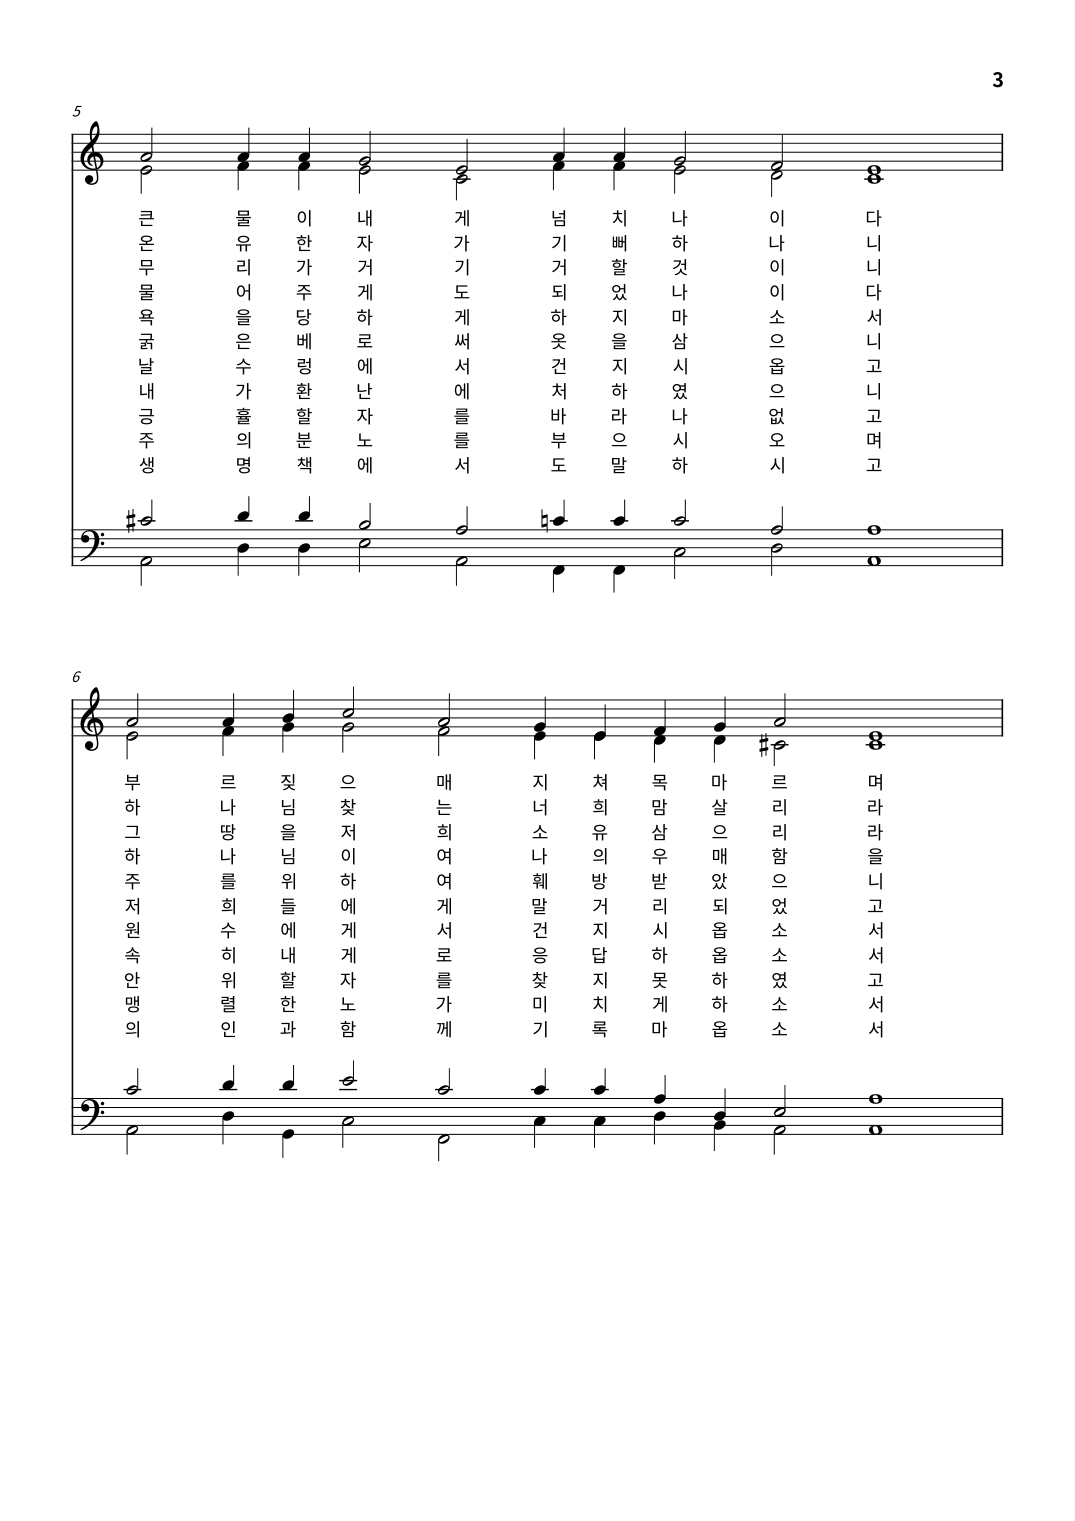 3
5
큰 물 이 내 게 넘 치 나 이 다
온 유 한 자 가 기 뻐 하 나 니
무 리 가 거 기 거 할 것 이 니
물 어 주 게 도 되 었 나 이 다
욕 을 당 하 게 하 지 마 소 서
굵 은 베 로 써 옷 을 삼 으 니
날 수 렁 에 서 건 지 시 옵 고
내 가 환 난 에 처 하 였 으 니
긍 휼 할 자 를 바 라 나 없 고
주 의 분 노 를 부 으 시 오 며
생 명 책 에 서 도 말 하 시 고
6
부 르 짖 으 매 지 쳐 목 마 르 며
하 나 님 찾 는 너 희 맘 살 리 라
그 땅 을 저 희 소 유 삼 으 리 라
하 나 님 이 여 나 의 우 매 함 을
주 를 위 하 여 훼 방 받 았 으 니
저 희 들 에 게 말 거 리 되 었 고
원 수 에 게 서 건 지 시 옵 소 서
속 히 내 게 로 응 답 하 옵 소 서
안 위 할 자 를 찾 지 못 하 였 고
맹 렬 한 노 가 미 치 게 하 소 서
의 인 과 함 께 기 록 마 옵 소 서